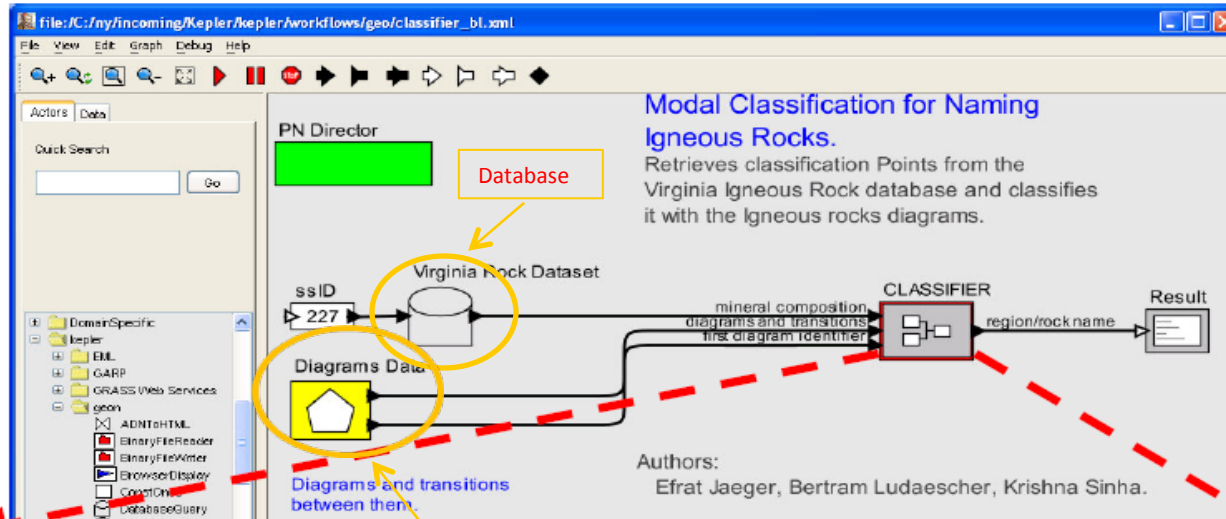 file:/C:/ny/incoming/Kepler/kepler/workflows/geo/classifier_bl.xml
File View Edit Graph Debug Help
STOP
Actors Data
Quick Search
Go
DomainSpecific
kepler
EML
GARP
GRASS Web Services
geon
ADNToHTML
BinaryFileReader
BinaryFileWriter
BrowserDisplay
ConstOnce
DatabaseQuery
PN Director
Database
Modal Classification for Naming
Igneous Rocks.
Retrieves classification Points from the
Virginia Igneous Rock database and classifies
it with the Igneous rocks diagrams.
Virginia Rock Dataset
ssID
227
mineral composition
diagrams and transitions
first diagram identifier
CLASSIFIER
region/rock name
Result
Diagrams Data
Diagrams and transitions
between them.
Authors:
Efrat Jaeger, Bertram Ludaescher, Krishna Sinha.